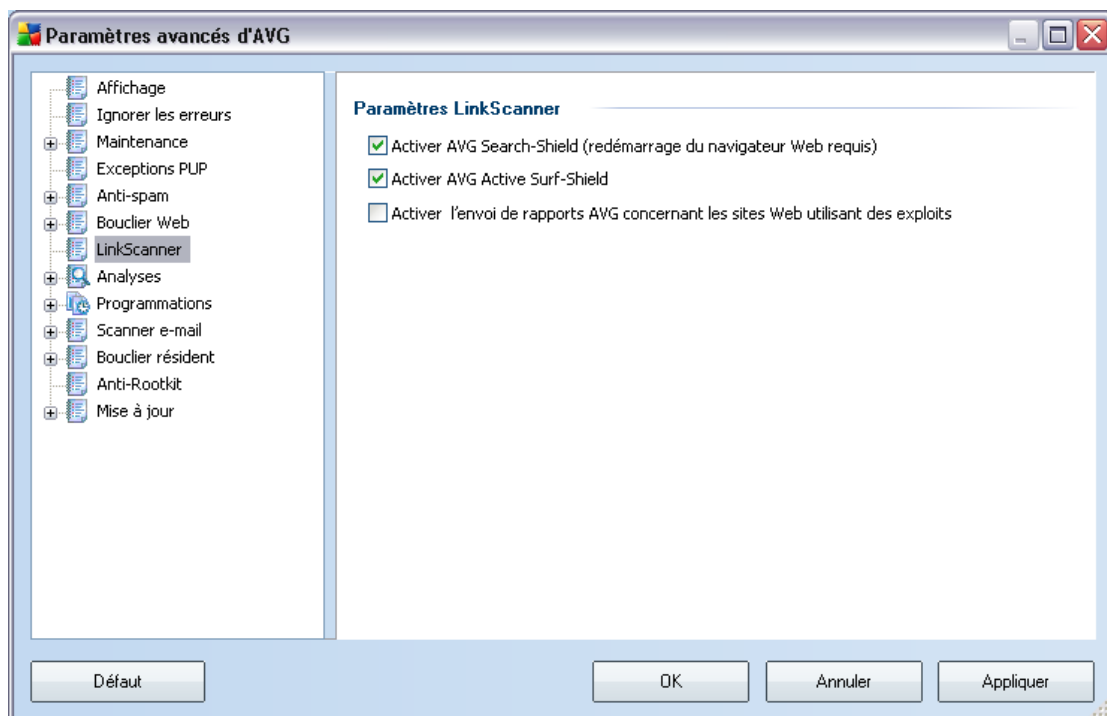 Paramètres avancés d'AVG
Affichage
Ignorer les erreurs
Maintenance
Exceptions PUP
Anti-spam
Bouclier Web
LinkScanner
Analyses
Programmations
Scanner e-mail
Bouclier résident
Anti-Rootkit
Mise à jour
Paramètres LinkScanner
Activer AVG Search-Shield (redémarrage du navigateur Web requis)
Activer AVG Active Surf-Shield
Activer l'envoi de rapports AVG concernant les sites Web utilisant des exploits
Défaut
OK
Annuler
Appliquer